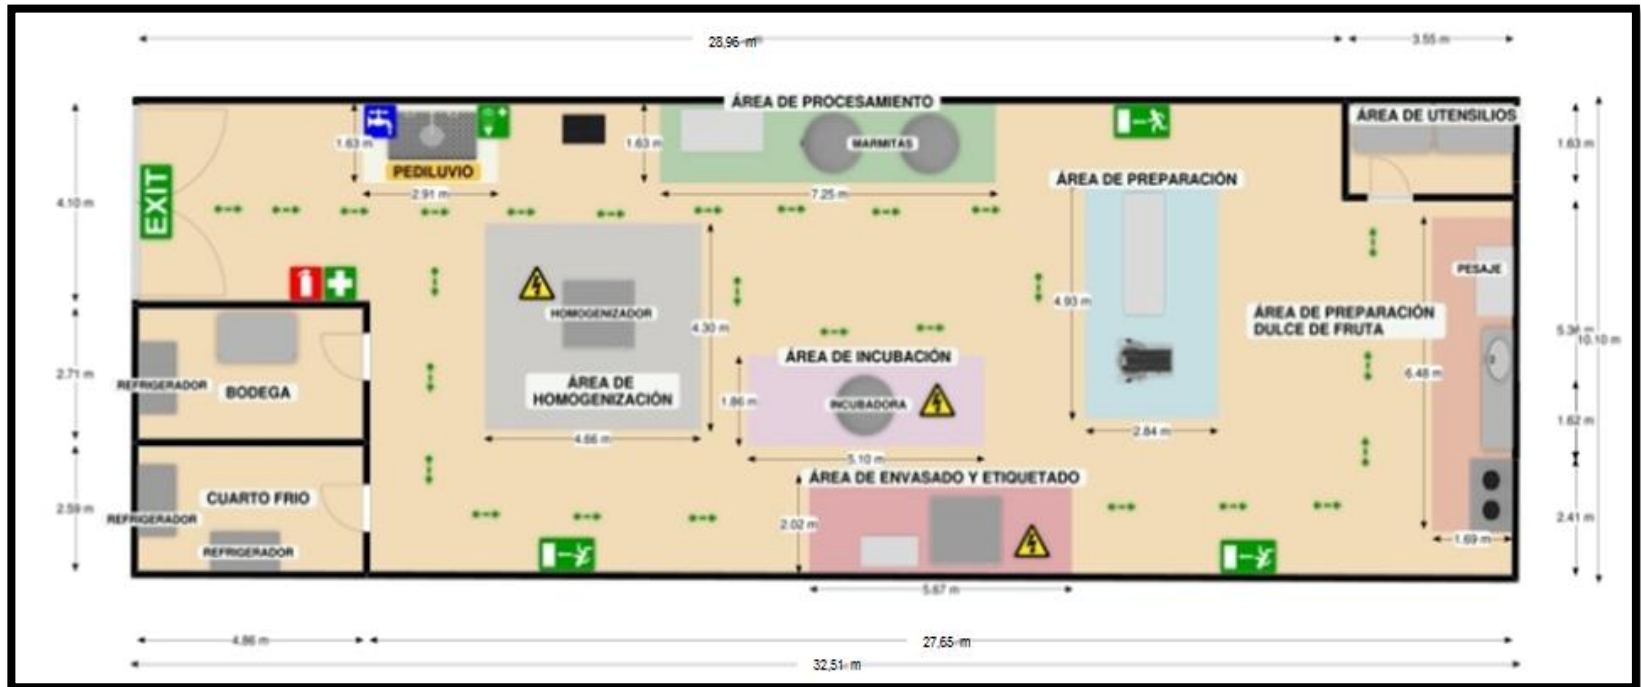 28,96 m
3.55 m
ÁREA DE PROCESAMIENTO
ÁREA DE UTENSILIOS
1.63 m
1.63 m
MARMITAS
1.63 m
PEDILUVIO
ÁREA DE PREPARACIÓN
2.91 m
7.25 m
4.10 m
EXIT
PESAJE
HOMOGENIZADOR
4.93 m
ÁREA DE PREPARACIÓN
DULCE DE FRUTA
4.30 m
10.10 m
ÁREA DE INCUBACIÓN
2.71 m
6.48 m
REFRIGERADOR
BODEGA
ÁREA DE
HOMOGENIZACIÓN
1.86 m
INCUBADORA
1.62 m
4.66 m
2.84 m
5.10 m
ÁREA DE ENVASADO Y ETIQUETADO
CUARTO FRIO
2.59 m
REFRIGERADOR
2.02 m
2.41 m
REFRIGERADOR
1.69 m
5.67 m
4.86 m
27,65 m
32,51 m